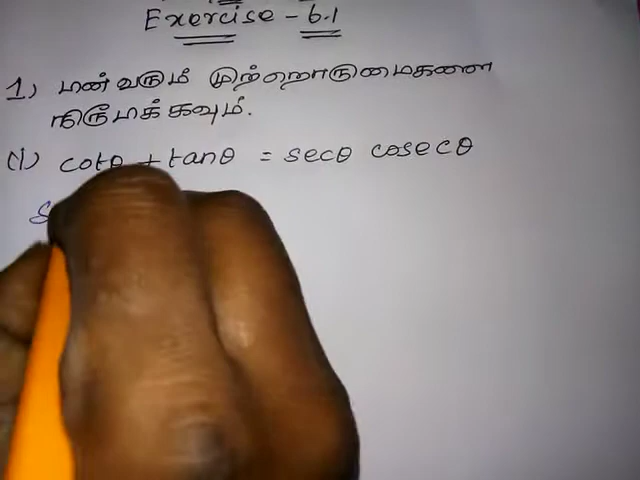 Exercise - 6.1
1) பின்வரும் முற்றொருமைகளை
நிரூபிக்கவும்.
(i) cotθ + tanθ = secθ cosecθ
S